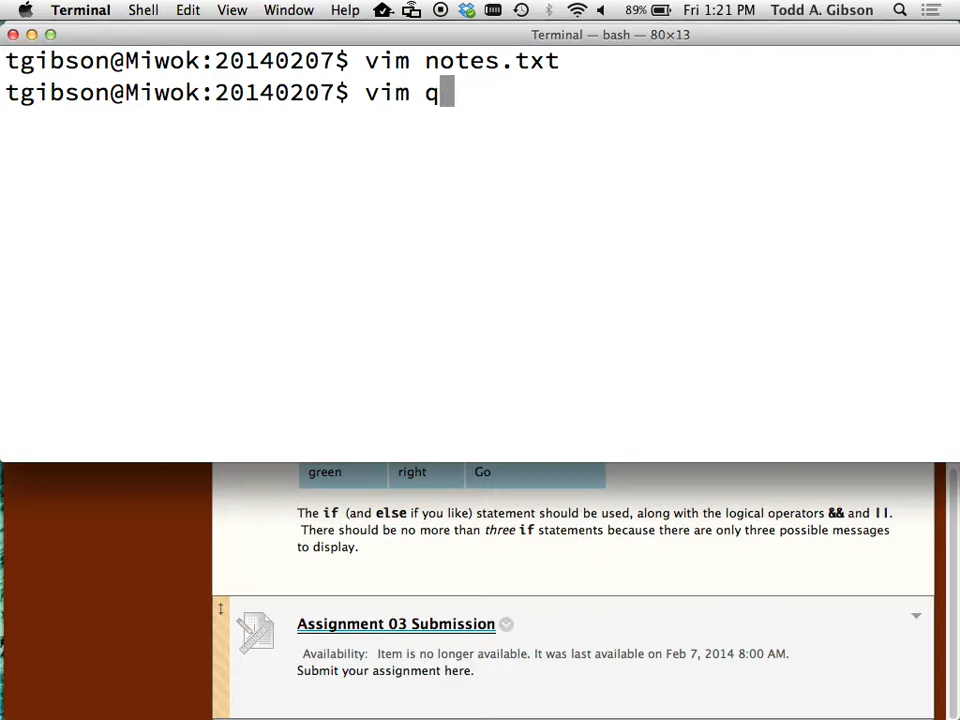 Terminal Shell Edit View Window Help 89% Fri 1:21 PM Todd A. Gibson
Terminal — bash — 80×13
tgibson@Miwok:20140207$ vim notes.txt
tgibson@Miwok:20140207$ vim q
green right Go
The if (and else if you like) statement should be used, along with the logical operators && and ||.
There should be no more than three if statements because there are only three possible messages
to display.
Assignment 03 Submission
Availability: Item is no longer available. It was last available on Feb 7, 2014 8:00 AM.
Submit your assignment here.